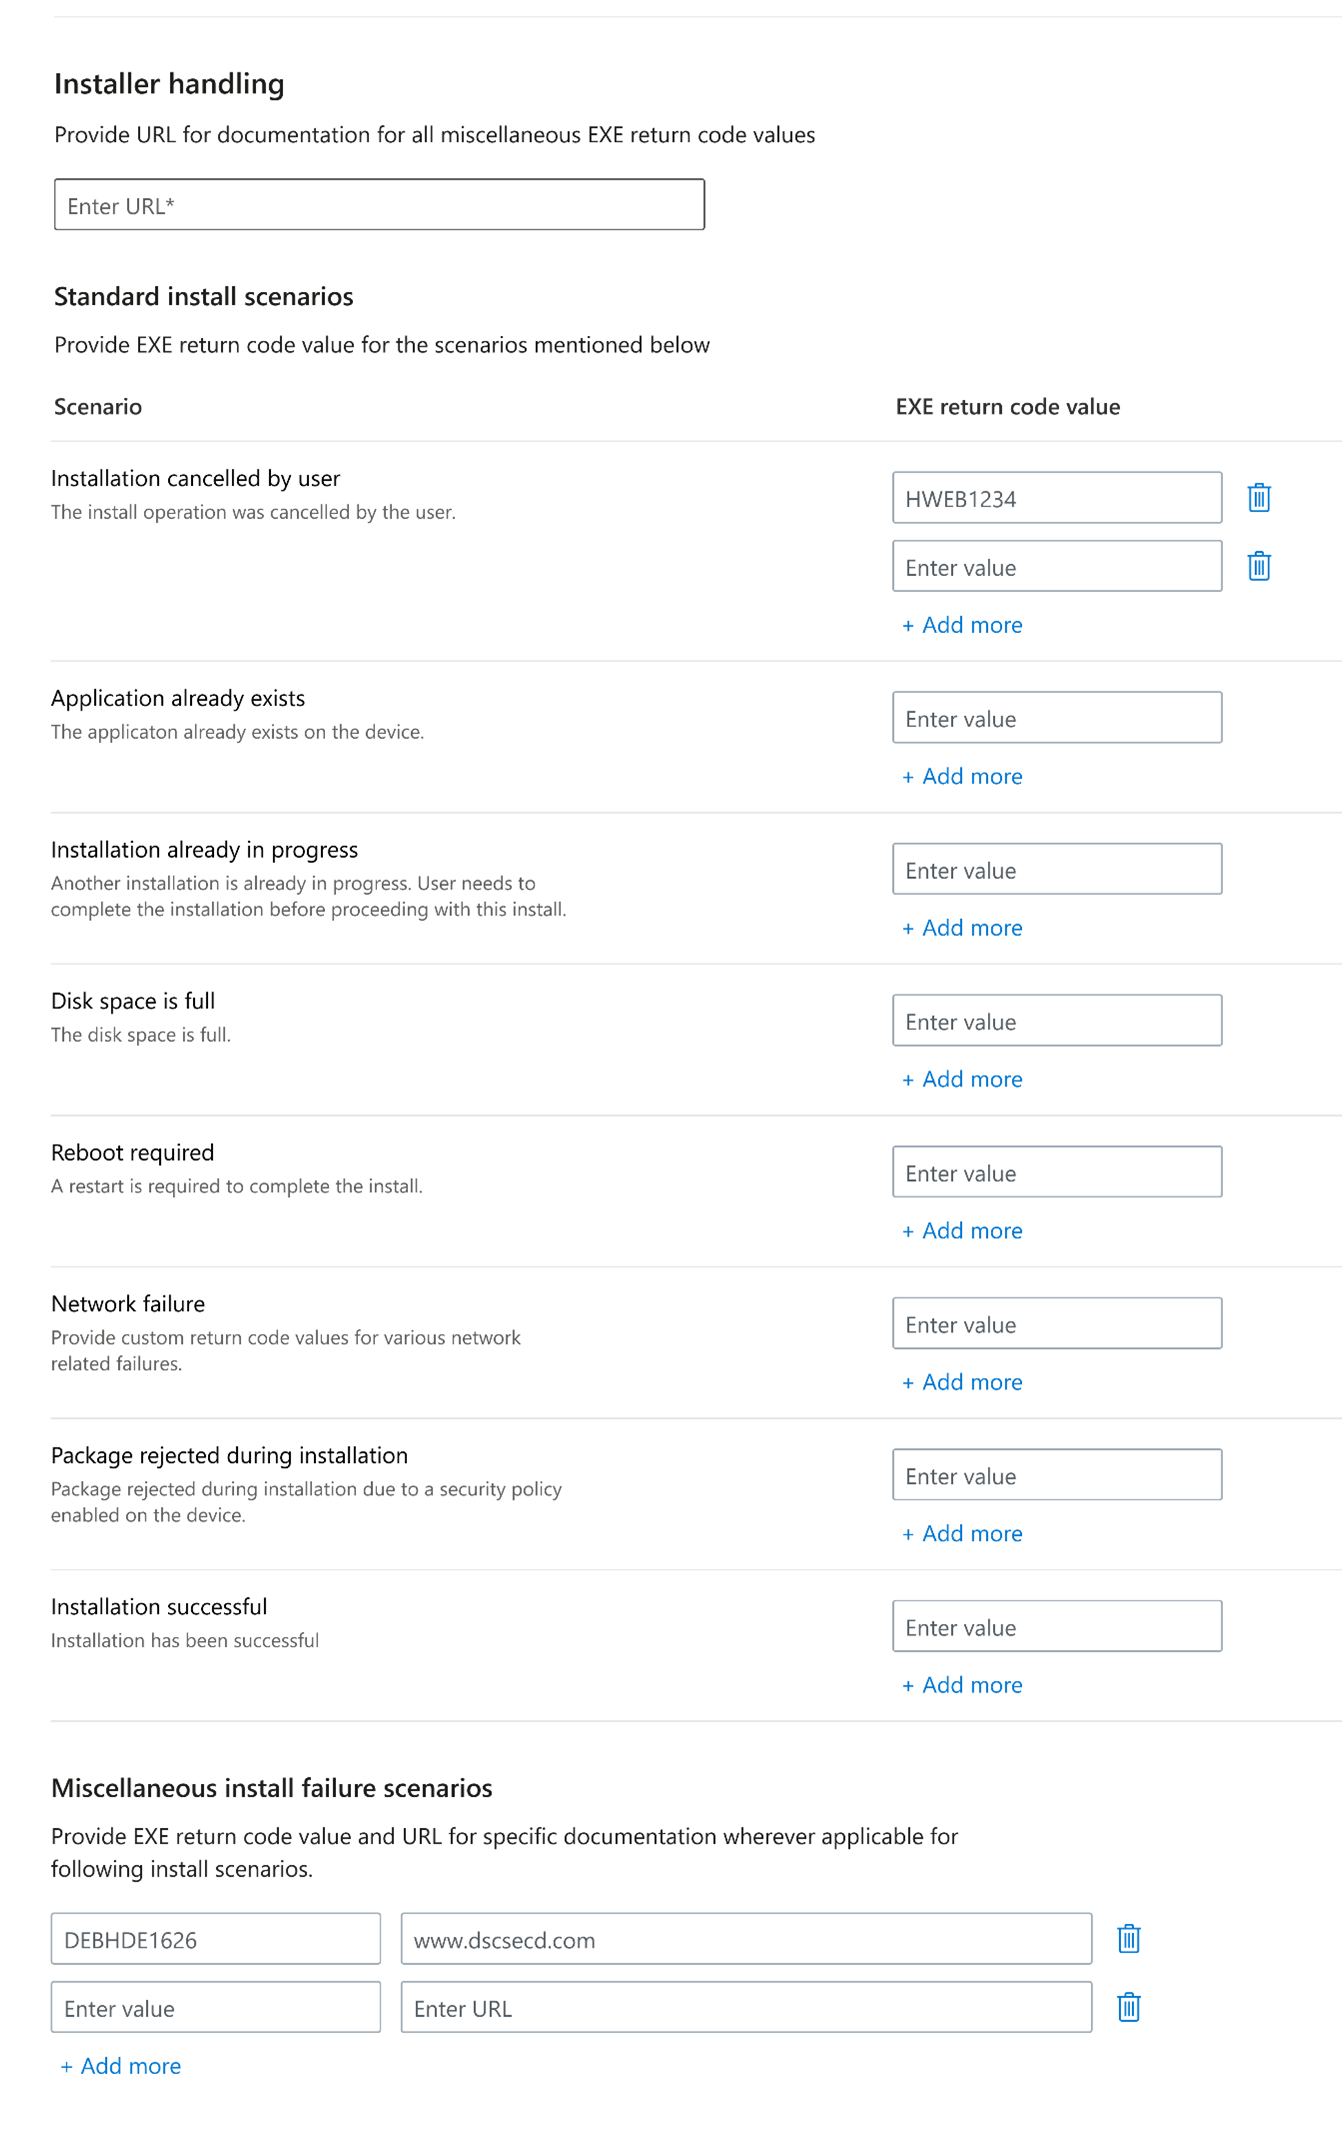 Installer handling
Provide URL for documentation for all miscellaneous EXE return code values
Enter URL*
Standard install scenarios
Provide EXE return code value for the scenarios mentioned below
Scenario
EXE return code value
Installation cancelled by user
The install operation was cancelled by the user.
HWEB1234
Enter value
+ Add more
Application already exists
The applicaton already exists on the device.
Enter value
+ Add more
Installation already in progress
Another installation is already in progress. User needs to
complete the installation before proceeding with this install.
Enter value
+ Add more
Disk space is full
The disk space is full.
Enter value
+ Add more
Reboot required
A restart is required to complete the install.
Enter value
+ Add more
Network failure
Provide custom return code values for various network
related failures.
Enter value
+ Add more
Package rejected during installation
Package rejected during installation due to a security policy
enabled on the device.
Enter value
+ Add more
Installation successful
Installation has been successful
Enter value
+ Add more
Miscellaneous install failure scenarios
Provide EXE return code value and URL for specific documentation wherever applicable for
following install scenarios.
DEBHDE1626
www.dscsecd.com
Enter value
Enter URL
+ Add more